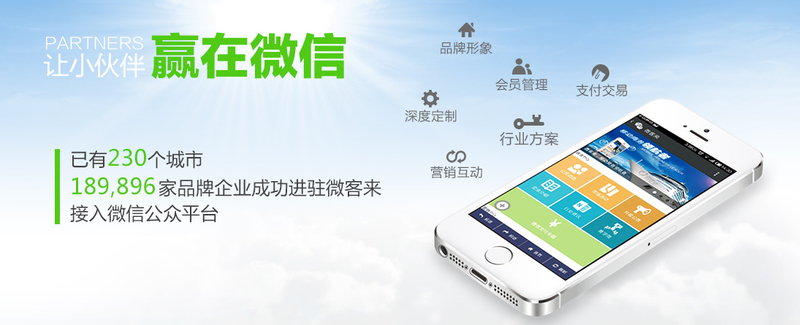 PARTNERS
让小伙伴 赢在微信
已有230个城市
189,896家品牌企业成功进驻微客来
接入微信公众平台
品牌形象
会员管理
支付交易
深度定制
行业方案
营销互动